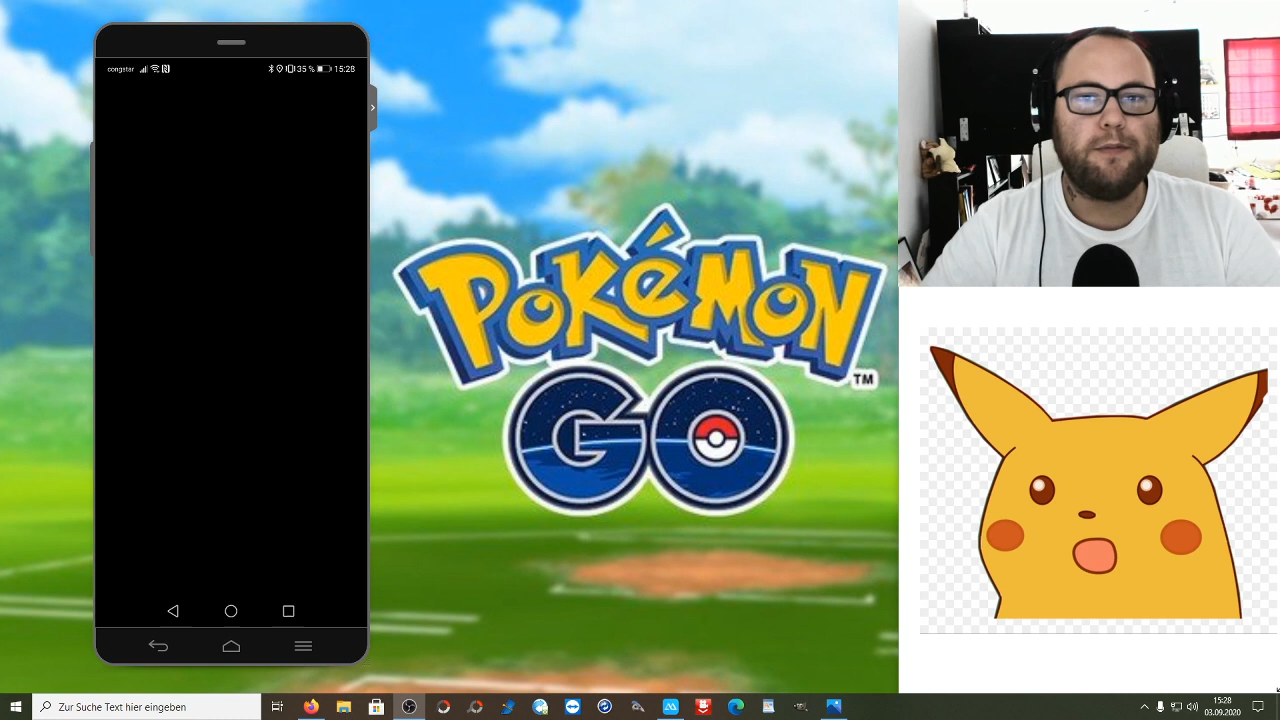 congstar
35 %
15:28
POKéMON
TM
GO
Zur Suche Text hier eingeben
15:28
03.09.2020